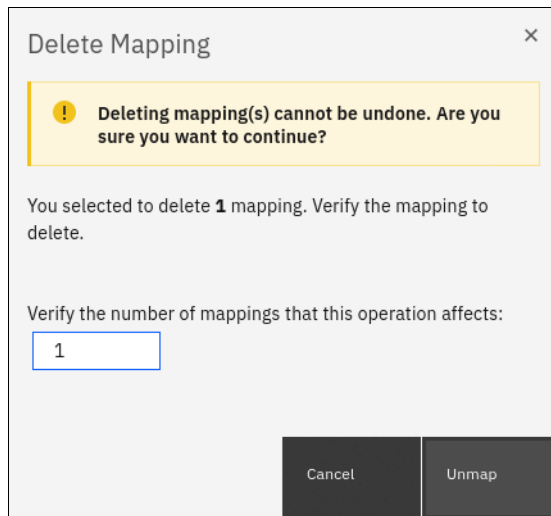 Delete Mapping
Deleting mapping(s) cannot be undone. Are you
sure you want to continue?
You selected to delete 1 mapping. Verify the mapping to
delete.
Verify the number of mappings that this operation affects:
1
Cancel
Unmap